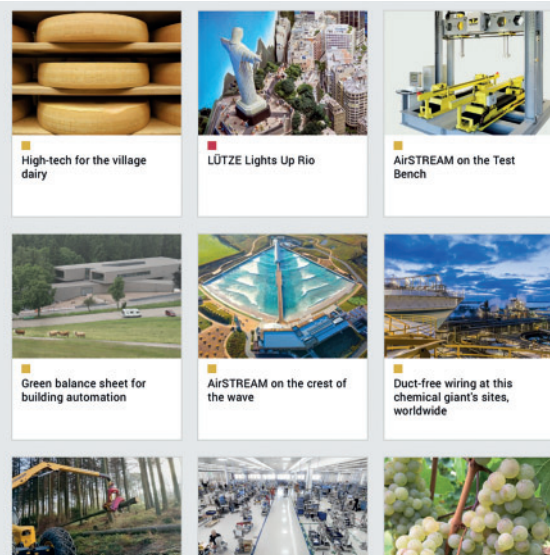 High-tech for the village
dairy
LÜTZE Lights Up Rio
AirSTREAM on the Test
Bench
Green balance sheet for
building automation
AirSTREAM on the crest of
the wave
Duct-free wiring at this
chemical giant's sites,
worldwide